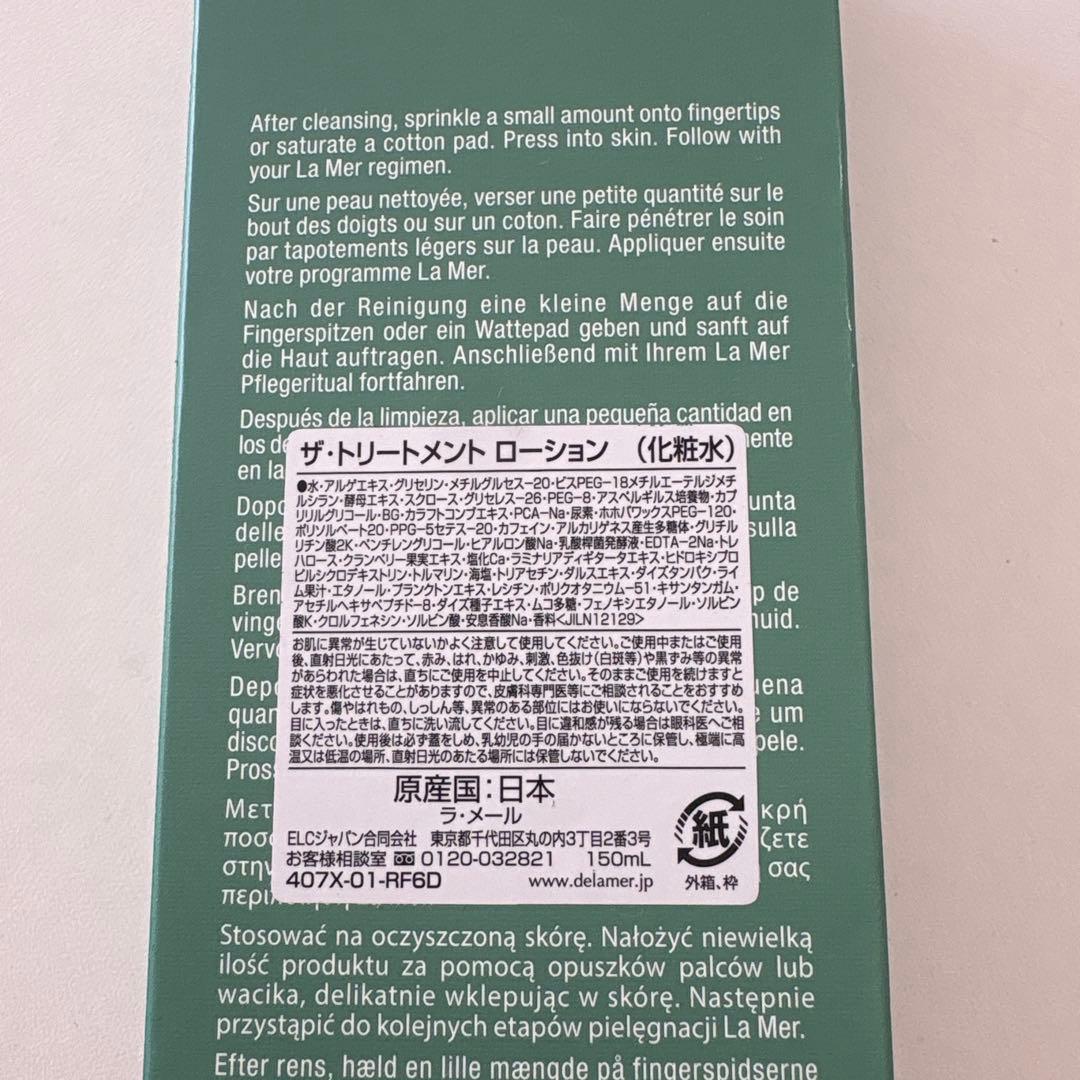 After cleansing, sprinkle a small amount onto fingertips
or saturate a cotton pad. Press into skin. Follow with
your La Mer regimen.
Sur une peau nettoyée, verser une petite quantité sur le
bout des doigts ou sur un coton. Faire pénétrer le soin
par tapotements légers sur la peau. Appliquer ensuite
votre programme La Mer.
Nach der Reinigung eine kleine Menge auf die
Fingerspitzen oder ein Wattepad geben und sanft auf
die Haut auftragen. Anschließend mit Ihrem La Mer
Pflegeritual fortfahren.
Después de la limpieza, aplicar una pequeña cantidad en
los
en la
delle
sulla
pelle
de
um
ζετε
στην
σας
ザ・トリートメント ローション (化粧水)
●水・アルゲエキス・グリセリン・メチルグルセス-20・ビスPEG-18メチルエーテルジメチ
ルシラン・酵母エキス・スクロース・グリセレス-26・PEG-8・アスペルギルス培養物・カプ
リリルグリコール・BG・カラフトコンブエキス・PCA-Na・尿素・ホホバワックスPEG-120・
ポリソルベート20・PPG-5セテス-20・カフェイン・アルカリゲネス産生多糖体・グリチル
リチン酸2K・ペンチレングリコール・ヒアルロン酸Na・乳酸桿菌発酵液・EDTA-2Na・トレ
ハロース・クランベリー果実エキス・塩化Ca・ラミナリアディギタータエキス・ヒドロキシプロ
ピルシクロデキストリン・トルマリン・海塩・トリアセチン・ダルスエキス・ダイズタンパク・ライ
ム果汁・エタノール・プランクトンエキス・レシチン・ポリクオタニウム-51・キサンタンガム・
アセチルヘキサペプチド-8・ダイズ種子エキス・ムコ多糖・フェノキシエタノール・ソルビン
酸K・クロルフェネシン・ソルビン酸・安息香酸Na・香料<JILN12129>
お肌に異常が生じていないかよく注意して使用してください。ご使用中またはご使用
後、直射日光にあたって、赤み、はれ、かゆみ、刺激、色抜け(白斑等)や黒ずみ等の異常
があらわれた場合は、直ちにご使用を中止してください。そのままご使用を続けますと
症状を悪化させることがありますので、皮膚科専門医等にご相談されることをおすすめ
します。傷やはれもの、しっしん等、異常のある部位にはお使いにならないでください。
目に入ったときは、直ちに洗い流してください。目に違和感が残る場合は眼科医へご相
談ください。使用後は必ず蓋をしめ、乳幼児の手の届かないところに保管し、極端に高
温又は低温の場所、直射日光のあたる場所には保管しないでください。
原産国:日本
ラ・メール
ELCジャパン合同会社 東京都千代田区丸の内3丁目2番3号
お客様相談室 0120-032821 150mL
407X-01-RF6D www.delamer.jp
紙
外箱、枠
Stosować na oczyszczoną skórę. Nałożyć niewielką
ilość produktu za pomocą opuszków palców lub
wacika, delikatnie wklepując w skórę. Następnie
przystąpić do kolejnych etapów pielęgnacji La Mer.
Efter rens, hæld en lille mængde på fingerspidserne